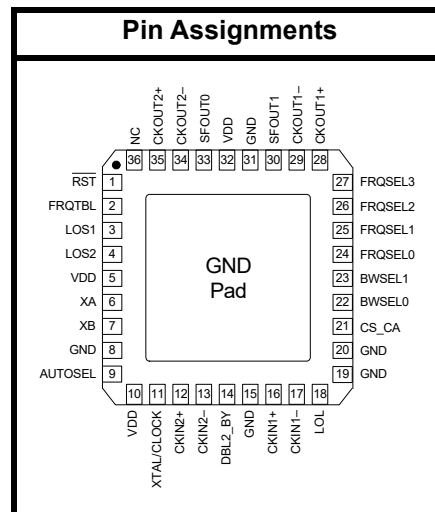 Pin Assignments
NC
CKOUT2+
CKOUT2–
SFOUT0
VDD
GND
SFOUT1
CKOUT1–
CKOUT1+
36 35 34 33 32 31 30 29 28
RST 1
FRQTBL 2
LOS1 3
LOS2 4
VDD 5
XA 6
XB 7
GND 8
AUTOSEL 9
GND
Pad
27 FRQSEL3
26 FRQSEL2
25 FRQSEL1
24 FRQSEL0
23 BWSEL1
22 BWSEL0
21 CS_CA
20 GND
19 GND
10 11 12 13 14 15 16 17 18
VDD
XTAL/CLOCK
CKIN2+
CKIN2–
DBL2_BY
GND
CKIN1+
CKIN1–
LOL